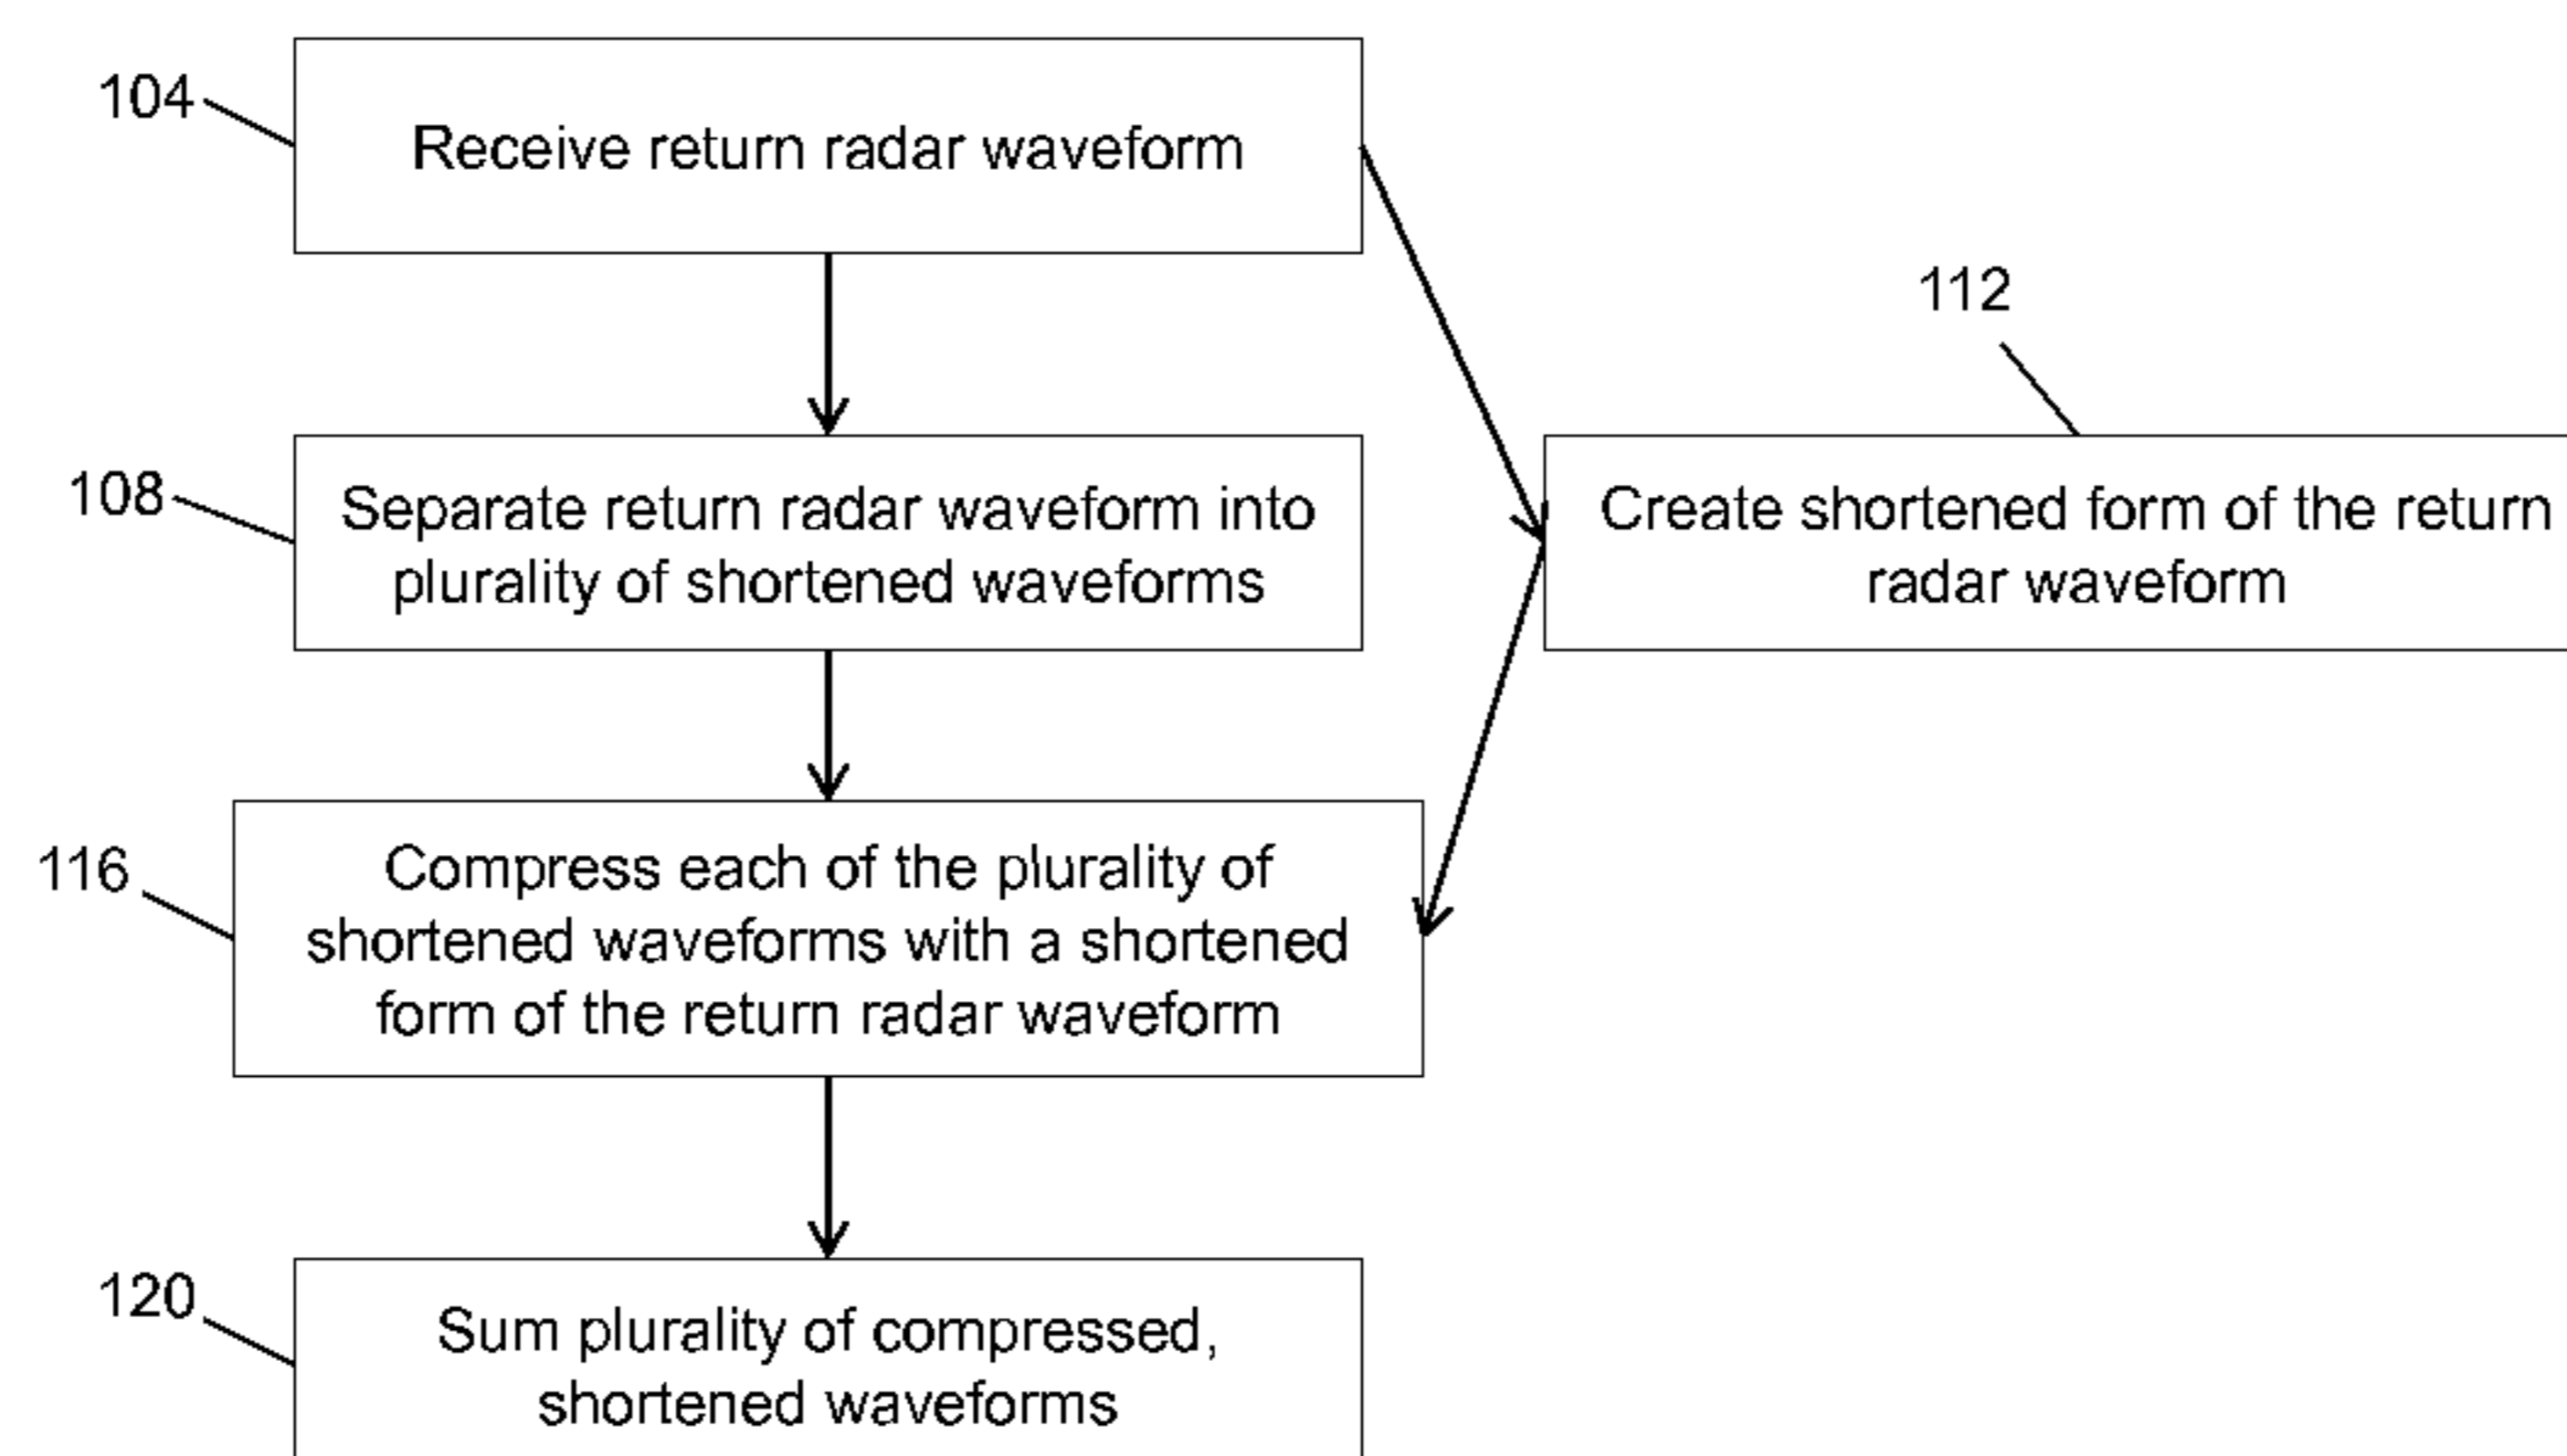 104
Receive return radar waveform
112
108
Separate return radar waveform into
plurality of shortened waveforms
Create shortened form of the return
radar waveform
116
Compress each of the plurality of
shortened waveforms with a shortened
form of the return radar waveform
120
Sum plurality of compressed,
shortened waveforms